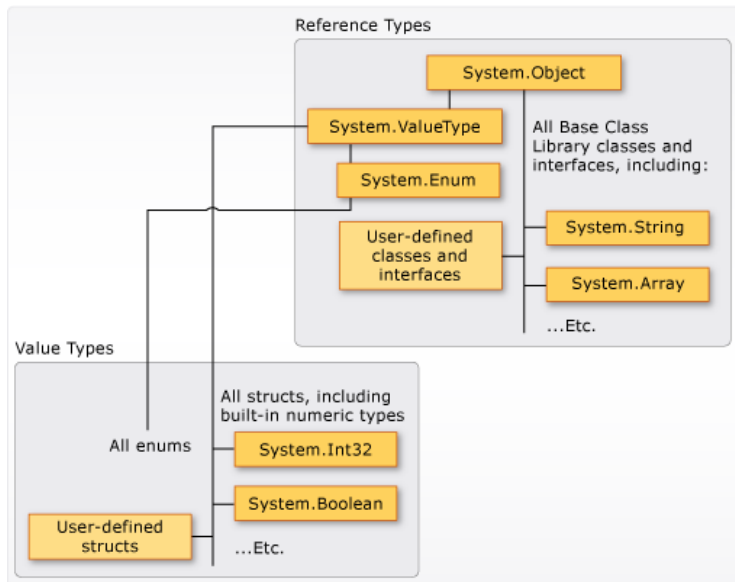 Reference Types
System.Object
System.ValueType
All Base Class
Library classes and
interfaces, including:
System.Enum
User-defined
classes and
interfaces
System.String
System.Array
...Etc.
Value Types
All structs, including
built-in numeric types
All enums
System.Int32
System.Boolean
User-defined
structs
...Etc.